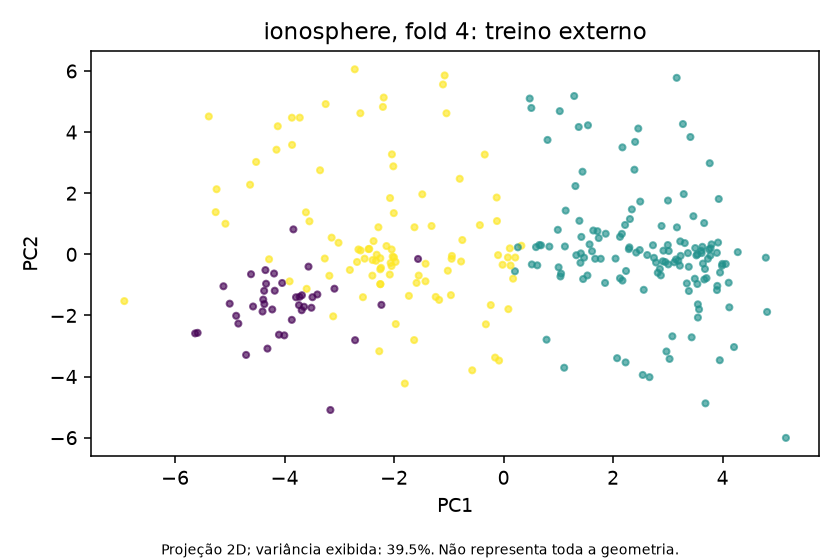 ionosphere, fold 4: treino externo
6
4
2
0
−2
−4
−6
PC2
−6 −4 −2 0 2 4
PC1
Projeção 2D; variância exibida: 39.5%. Não representa toda a geometria.